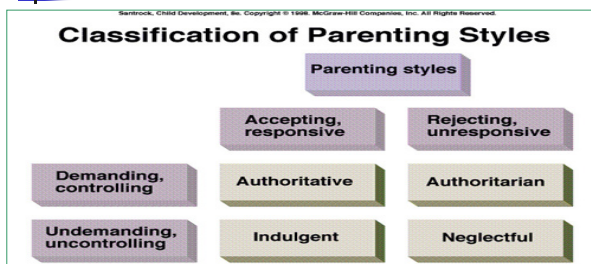 Santrock, Child Development, 8e. Copyright © 1998. McGraw-Hill Companies, Inc. All Rights Reserved.
Classification of Parenting Styles
Parenting styles
Accepting,
responsive
Rejecting,
unresponsive
Demanding,
controlling
Authoritative
Authoritarian
Undemanding,
uncontrolling
Indulgent
Neglectful